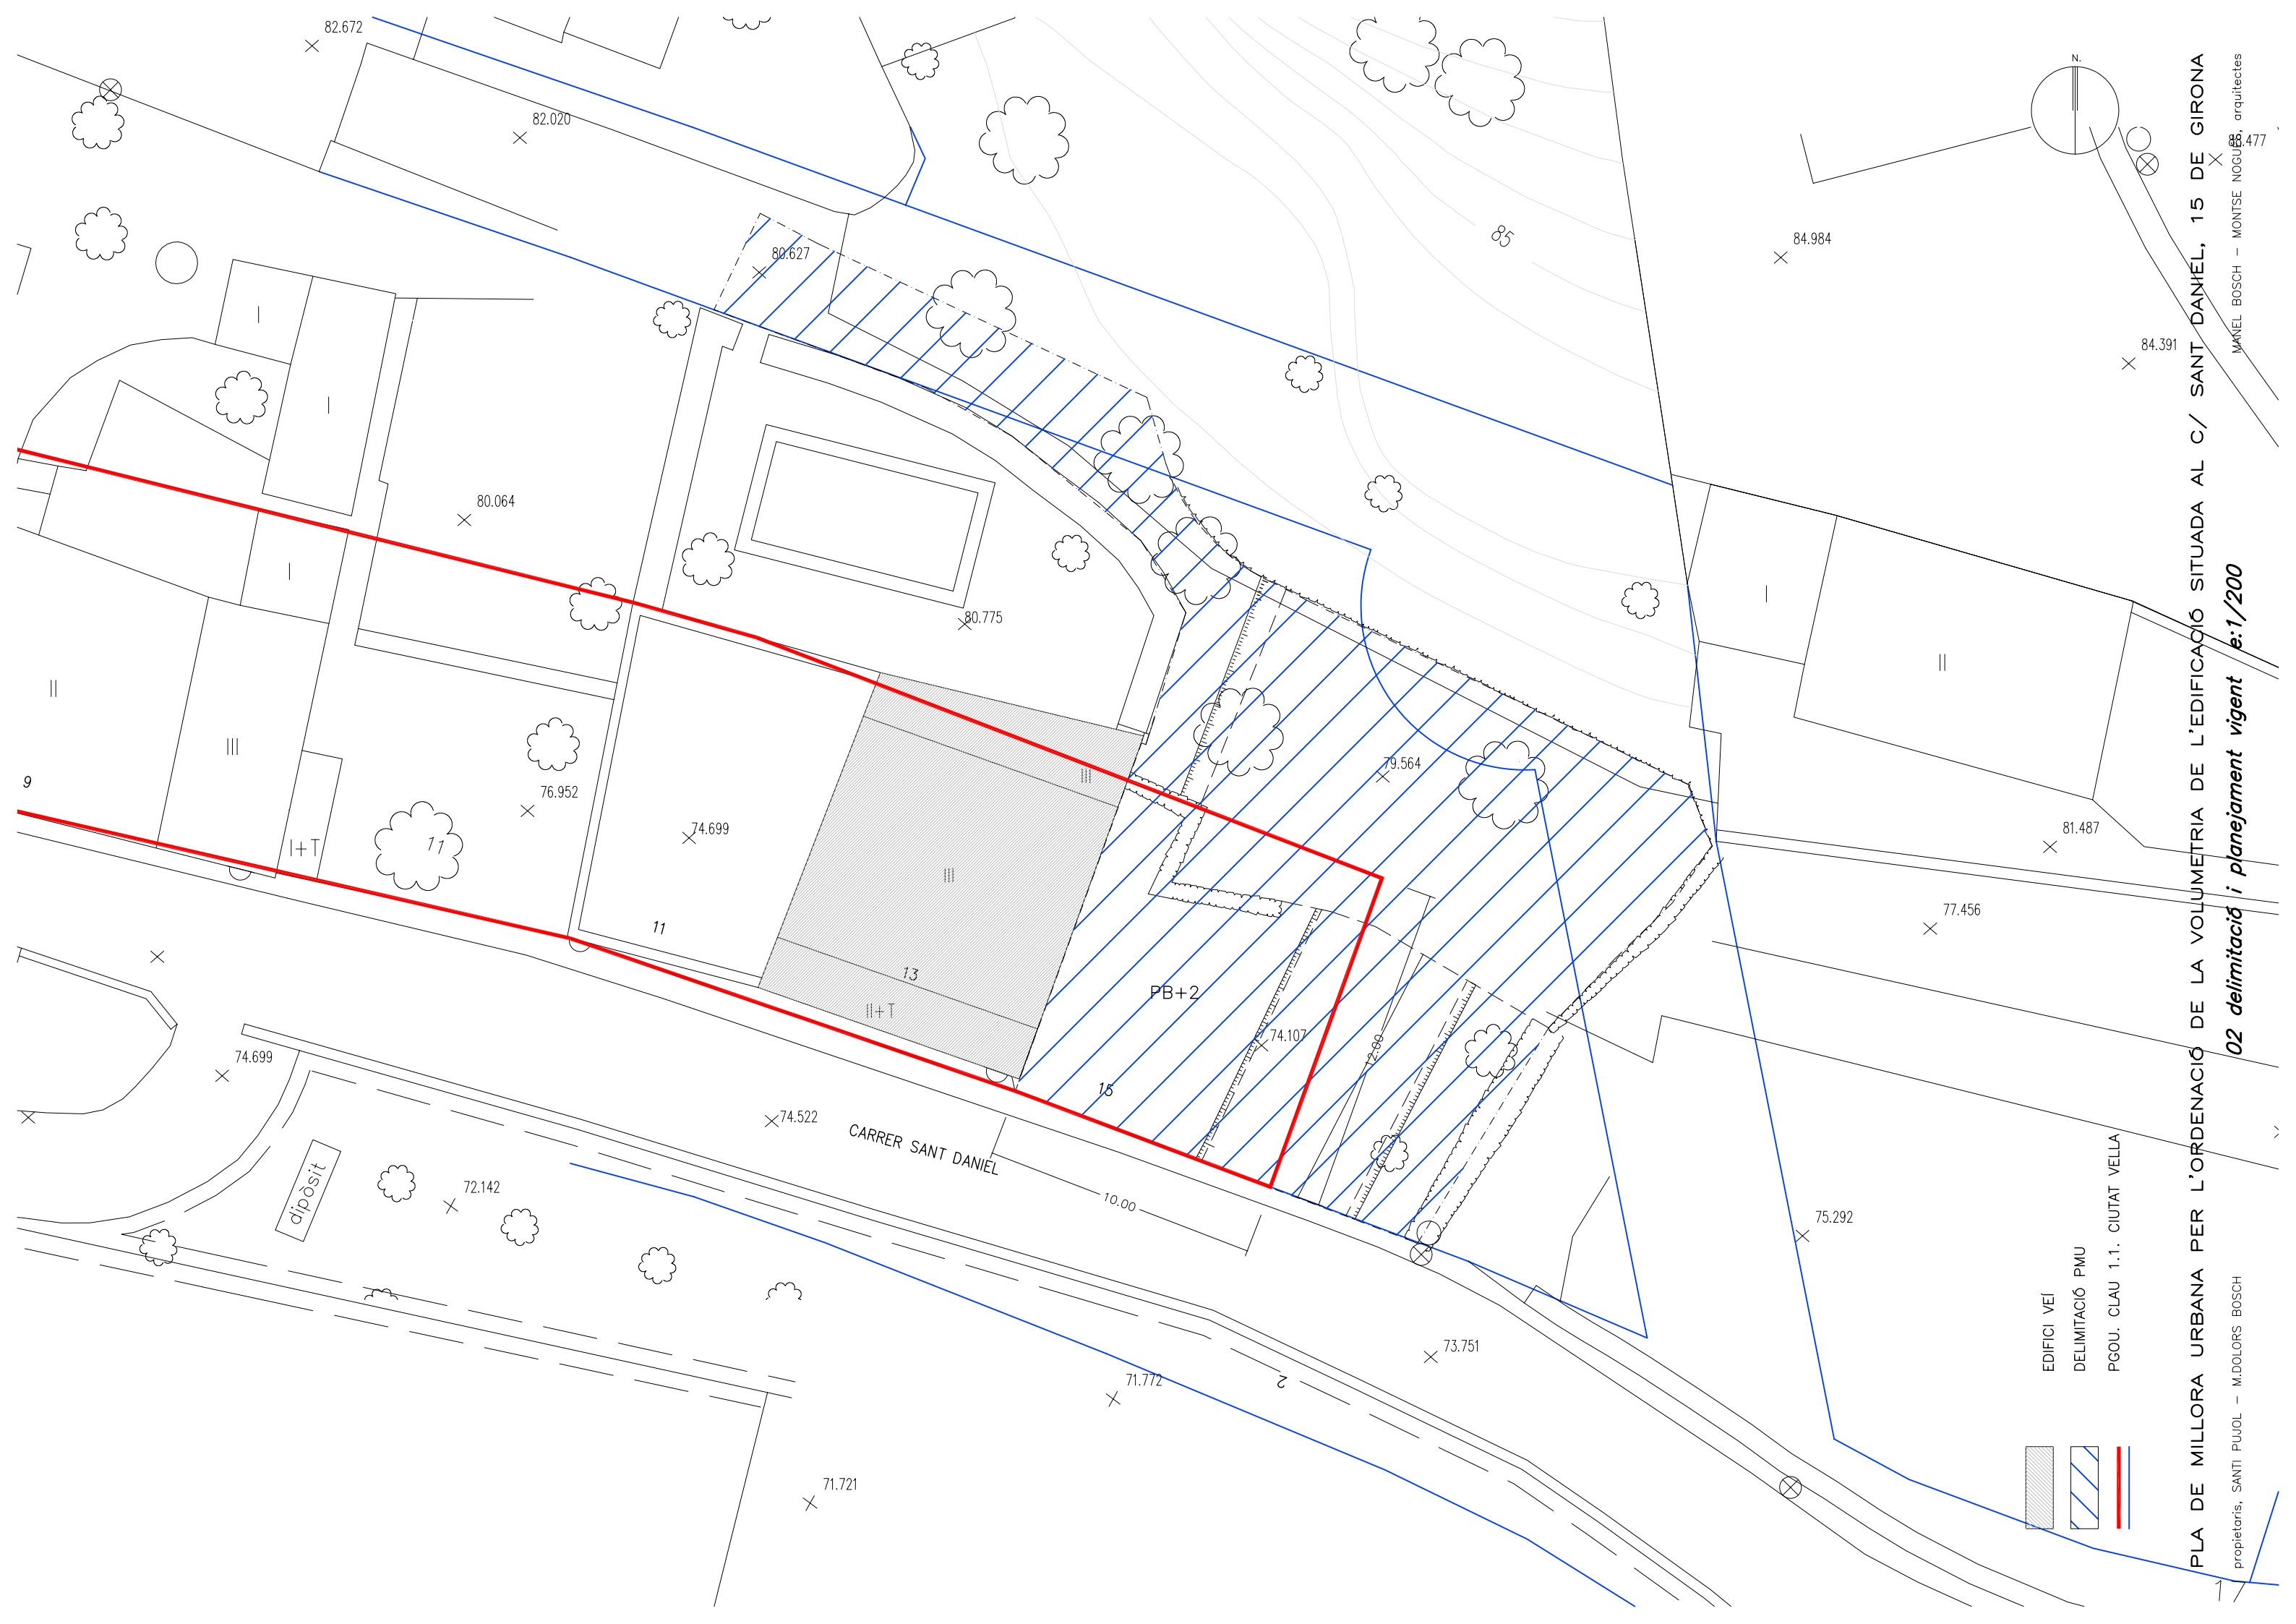 82.672
82.020
88.477
N.
80.627
85
84.984
84.391
I
I
80.064
I
I
80.775
II
II
III
III
79.564
9
76.952
74.699
81.487
I+T
11
III
11
77.456
13
PB+2
II+T
74.107
12.00
74.699
15
74.522
CARRER SANT DANIEL
dipòsit
72.142
10.00
75.292
73.751
2
71.772
71.721
EDIFICI VEÍ
DELIMITACIÓ PMU
PGOU. CLAU 1.1. CIUTAT VELLA
PLA DE MILLORA URBANA PER L'ORDENACIÓ DE LA VOLUMETRIA DE L'EDIFICACIÓ SITUADA AL C/ SANT DANIEL, 15 DE GIRONA
02 delimitació i planejament vigent e:1/200
propietaris, SANTI PUJOL - M.DOLORS BOSCH
MANEL BOSCH - MONTSE NOGUÉS, arquitectes